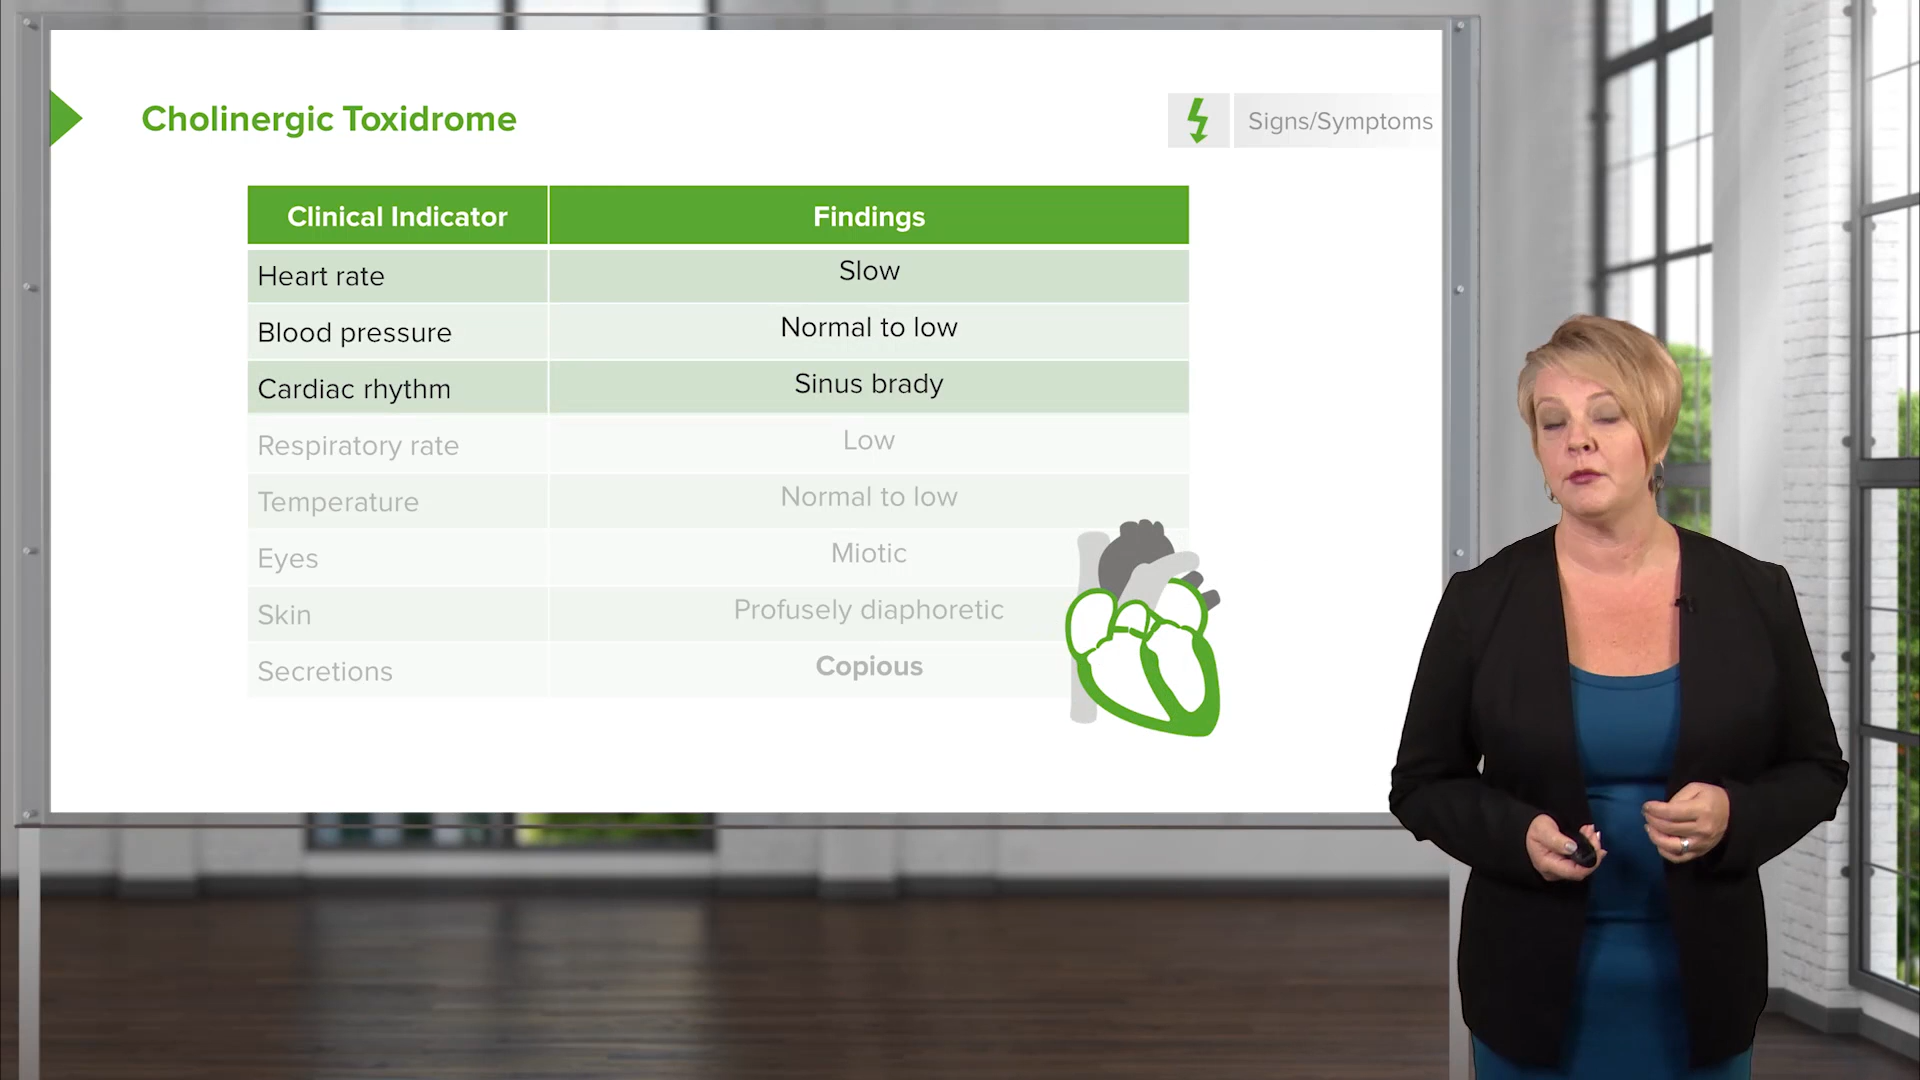 Cholinergic Toxidrome
Signs/Symptoms
Clinical Indicator Findings
Heart rate Slow
Blood pressure Normal to low
Cardiac rhythm Sinus brady
Respiratory rate Low
Temperature Normal to low
Eyes Miotic
Skin Profusely diaphoretic
Secretions Copious